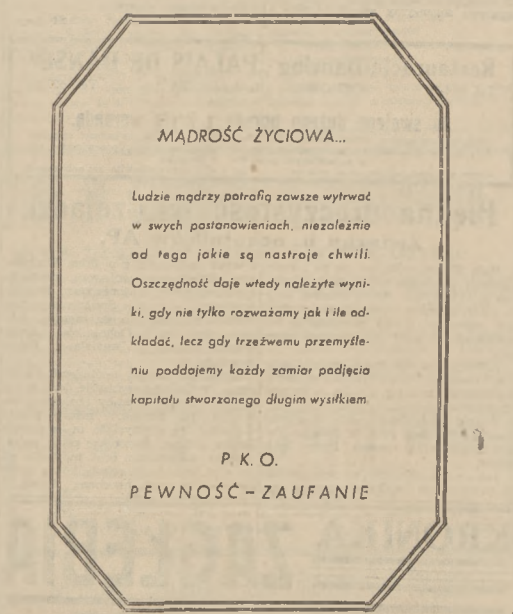 MĄDROŚĆ ŻYCIOWA...
Ludzie mądrzy potrafią zawsze wytrwać
w swych postanowieniach, niezależnie
od tego jakie są nastroje chwili.
Oszczędność daje wtedy należyte wyni-
ki, gdy nie tylko rozważamy jak i ile od-
kładać, lecz gdy trzeźwemu przemyśle-
niu poddajemy każdy zamiar podjęcia
kapitału stworzonego długim wysiłkiem.
P. K. O.
PEWNOŚĆ – ZAUFANIE